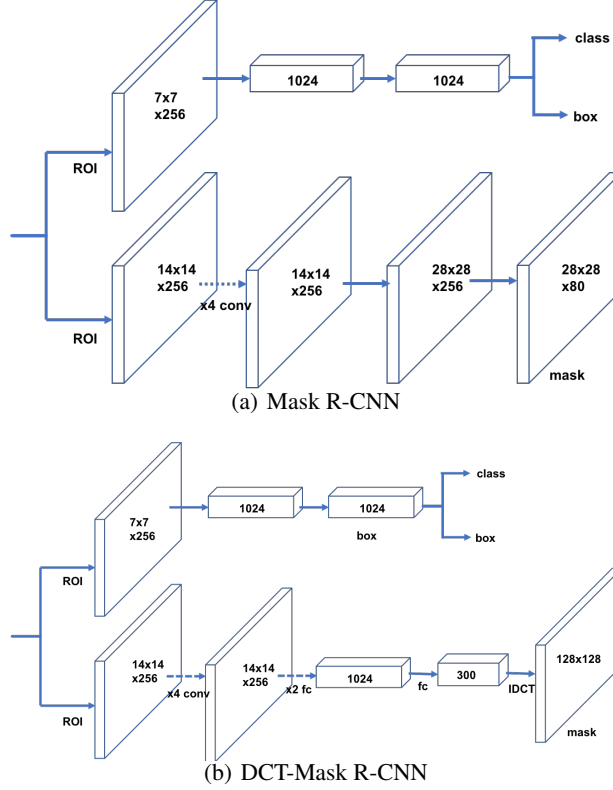 class
7x7
x256
1024
1024
box
ROI
14x14
x256
x4 conv
14x14
x256
28x28
x256
28x28
x80
ROI
mask
(a) Mask R-CNN
class
7x7
x256
1024
1024
box
box
ROI
14x14
x256
x4 conv
14x14
x256
x2 fc
1024
fc
300
IDCT
128x128
ROI
mask
(b) DCT-Mask R-CNN